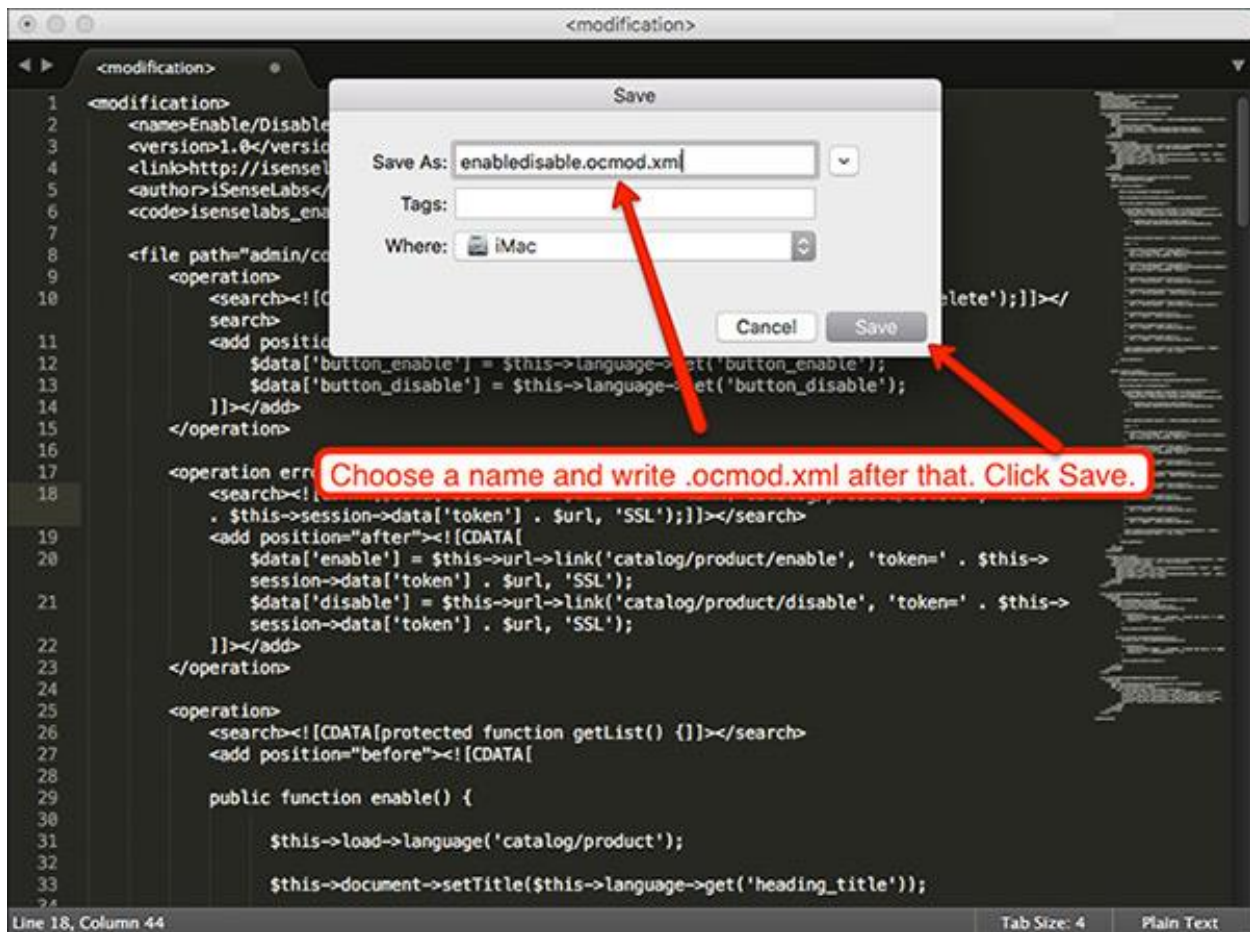 <modification>
<modification>
1 <modification>
2 <name>Enable/Disable
3 <version>1.0</versio
4 <link>http://isensel
5 <author>iSenseLabs</
6 <code>isenselabs_ena
7
8 <file path="admin/co
9 <operation>
10 <search><![C elete');]]></
search>
11 <add positio
12 $data['button_enable'] = $this->language->get('button_enable');
13 $data['button_disable'] = $this->language->get('button_disable');
14 ]]></add>
15 </operation>
16
17 <operation erro
18 <search><![
. $this->session->data['token'] . $url, 'SSL');]]></search>
19 <add position="after"><![CDATA[
20 $data['enable'] = $this->url->link('catalog/product/enable', 'token=' . $this->
session->data['token'] . $url, 'SSL');
21 $data['disable'] = $this->url->link('catalog/product/disable', 'token=' . $this->
session->data['token'] . $url, 'SSL');
22 ]]></add>
23 </operation>
24
25 <operation>
26 <search><![CDATA[protected function getList() {]]></search>
27 <add position="before"><![CDATA[
28
29 public function enable() {
30
31 $this->load->language('catalog/product');
32
33 $this->document->setTitle($this->language->get('heading_title'));
Save
Save As: enabledisable.ocmod.xml
Tags:
Where: iMac
Cancel Save
Choose a name and write .ocmod.xml after that. Click Save.
Line 18, Column 44 Tab Size: 4 Plain Text